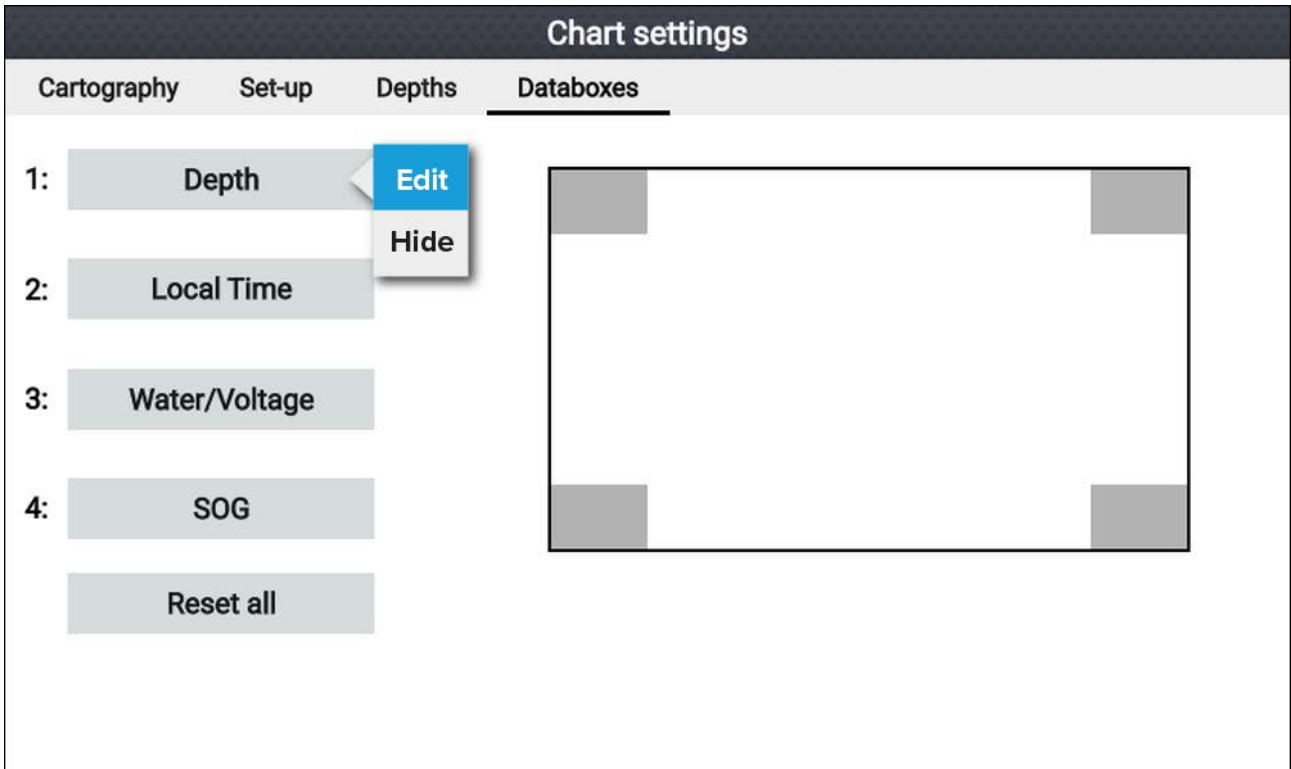 Chart settings
Cartography Set-up Depths Databoxes
1: Depth Edit
Hide
2: Local Time
3: Water/Voltage
4: SOG
Reset all